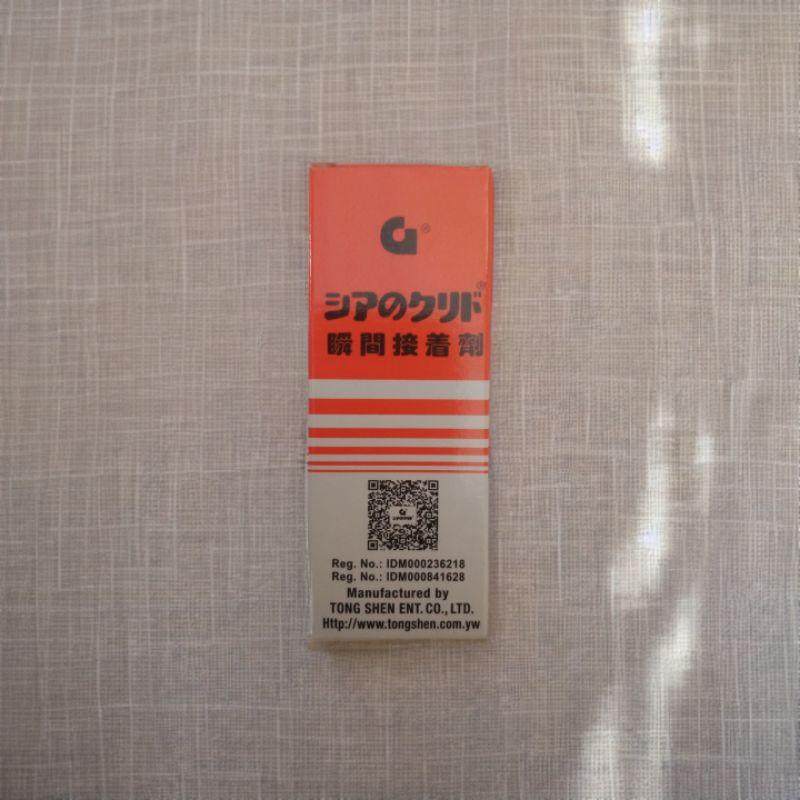 G®
シアのクリド®
瞬間接着劑
Reg. No.: IDM000236218
Reg. No.: IDM000841628
Manufactured by
TONG SHEN ENT. CO., LTD.
Http://www.tongshen.com.yw